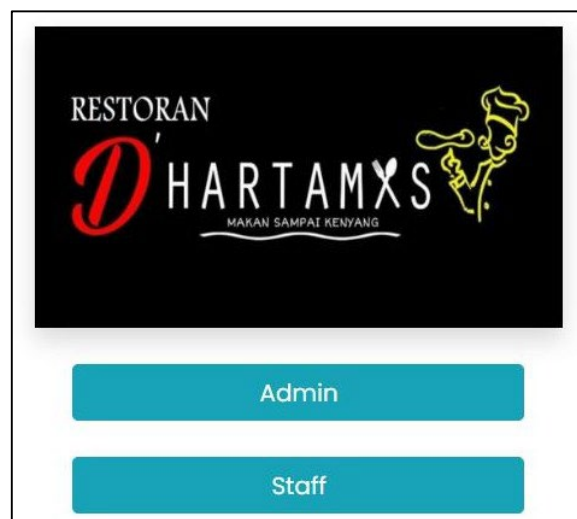 RESTORAN
D'HARTAMXS
MAKAN SAMPAI KENYANG
Admin
Staff